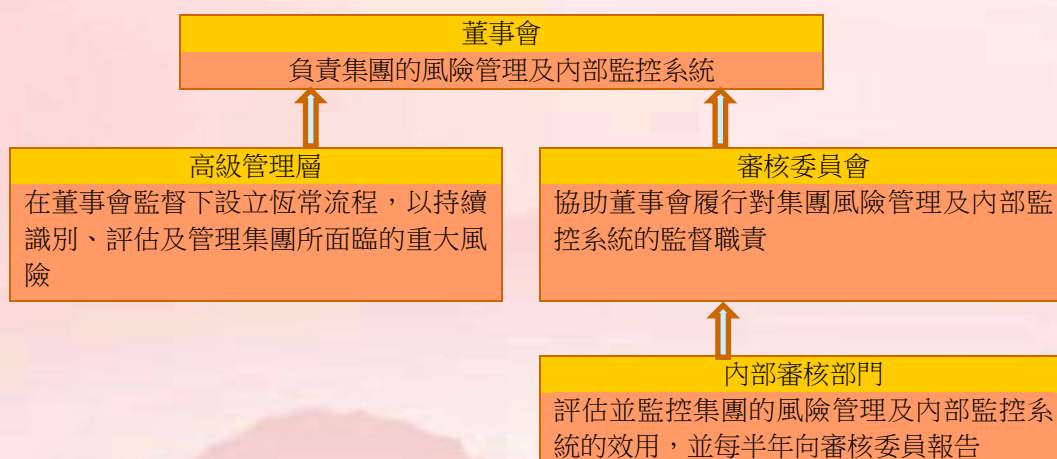 董事會
負責集團的風險管理及內部監控系統
高級管理層
在董事會監督下設立恆常流程，以持續
識別、評估及管理集團所面臨的重大風
險
審核委員會
協助董事會履行對集團風險管理及內部監
控系統的監督職責
內部審核部門
評估並監控集團的風險管理及內部監控系
統的效用，並每半年向審核委員報告